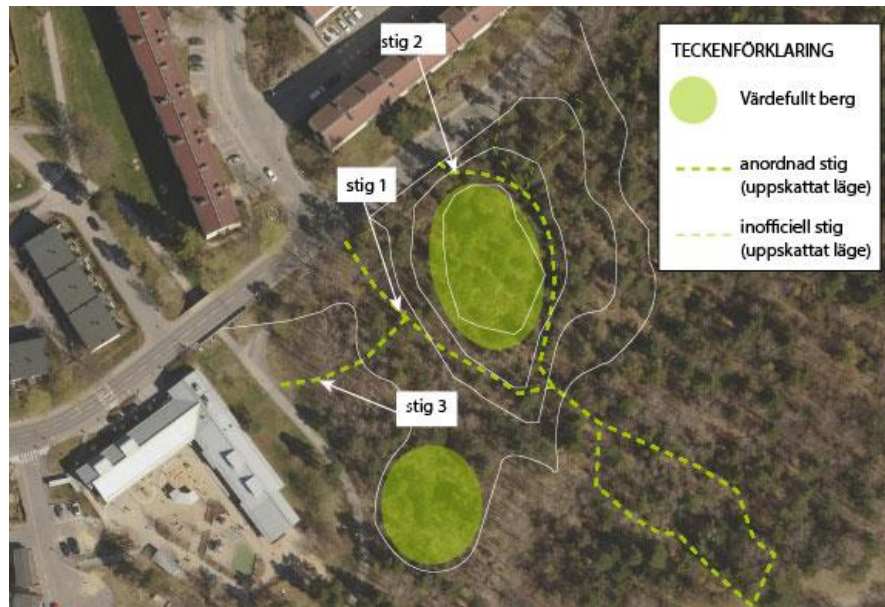 stig 2
stig 1
stig 3
TECKENFÖRKLARING
Värdefullt berg
anordnad stig
(uppskattat läge)
inofficiell stig
(uppskattat läge)